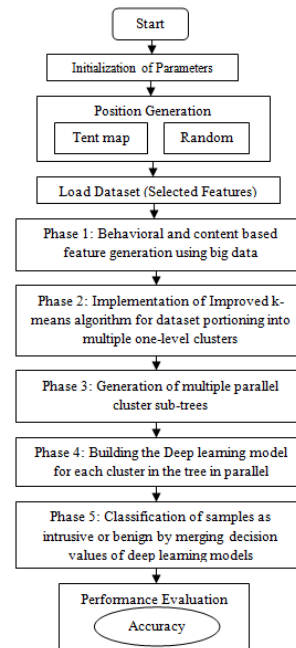 Start
Initialization of Parameters
Position Generation
Tent map
Random
Load Dataset (Selected Features)
Phase 1: Behavioral and content based
feature generation using big data
Phase 2: Implementation of Improved k-
means algorithm for dataset portioning into
multiple one-level clusters
Phase 3: Generation of multiple parallel
cluster sub-trees
Phase 4: Building the Deep learning model
for each cluster in the tree in parallel
Phase 5: Classification of samples as
intrusive or benign by merging decision
values of deep learning models
Performance Evaluation
Accuracy